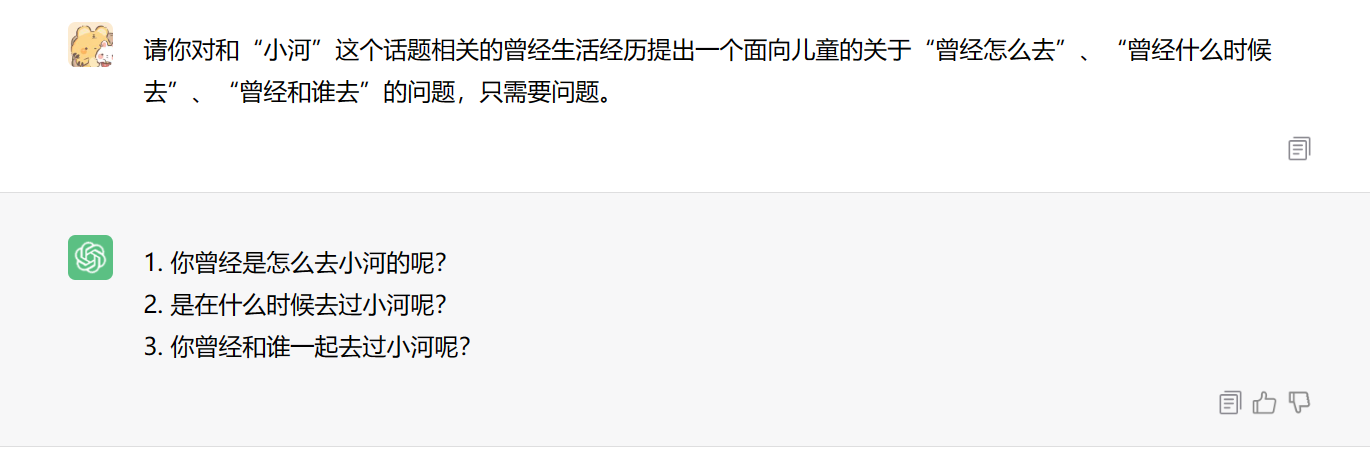 请你对和“小河”这个话题相关的曾经生活经历提出一个面向儿童的关于“曾经怎么去”、“曾经什么时候
去”、“曾经和谁去”的问题，只需要问题。
1. 你曾经是怎么去小河的呢？
2. 是在什么时候去过小河呢？
3. 你曾经和谁一起去过小河呢？